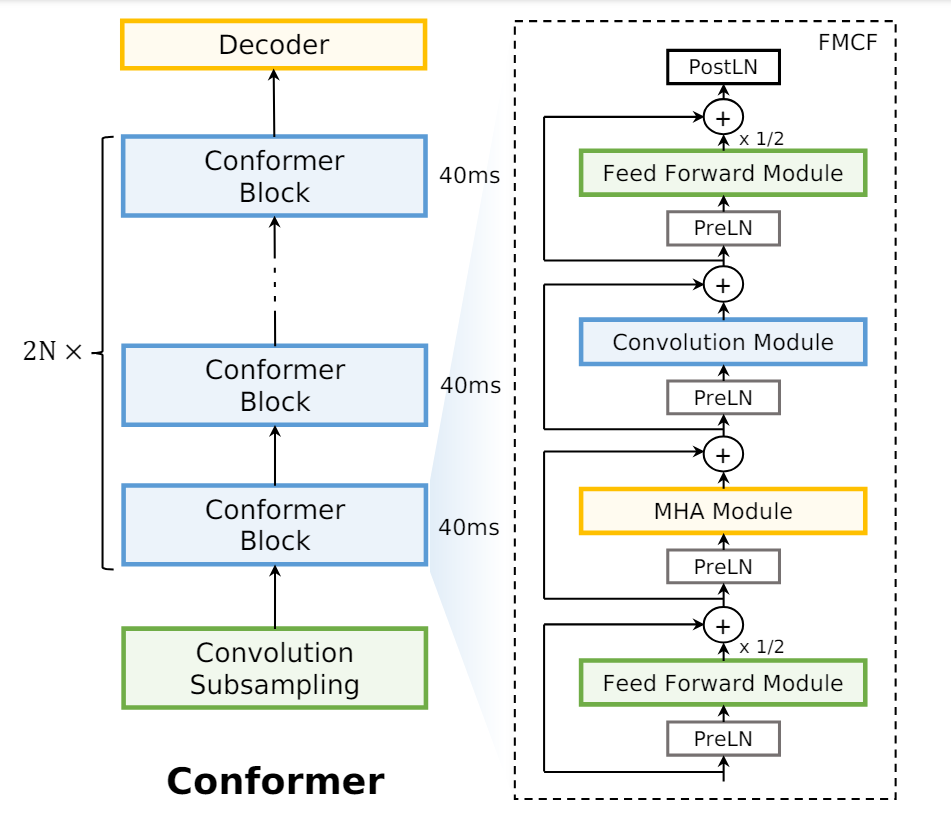 Decoder
Conformer
Block
40ms
2N ×
Conformer
Block
40ms
Conformer
Block
40ms
Convolution
Subsampling
Conformer
FMCF
PostLN
+
x 1/2
Feed Forward Module
PreLN
+
Convolution Module
PreLN
+
MHA Module
PreLN
+
x 1/2
Feed Forward Module
PreLN